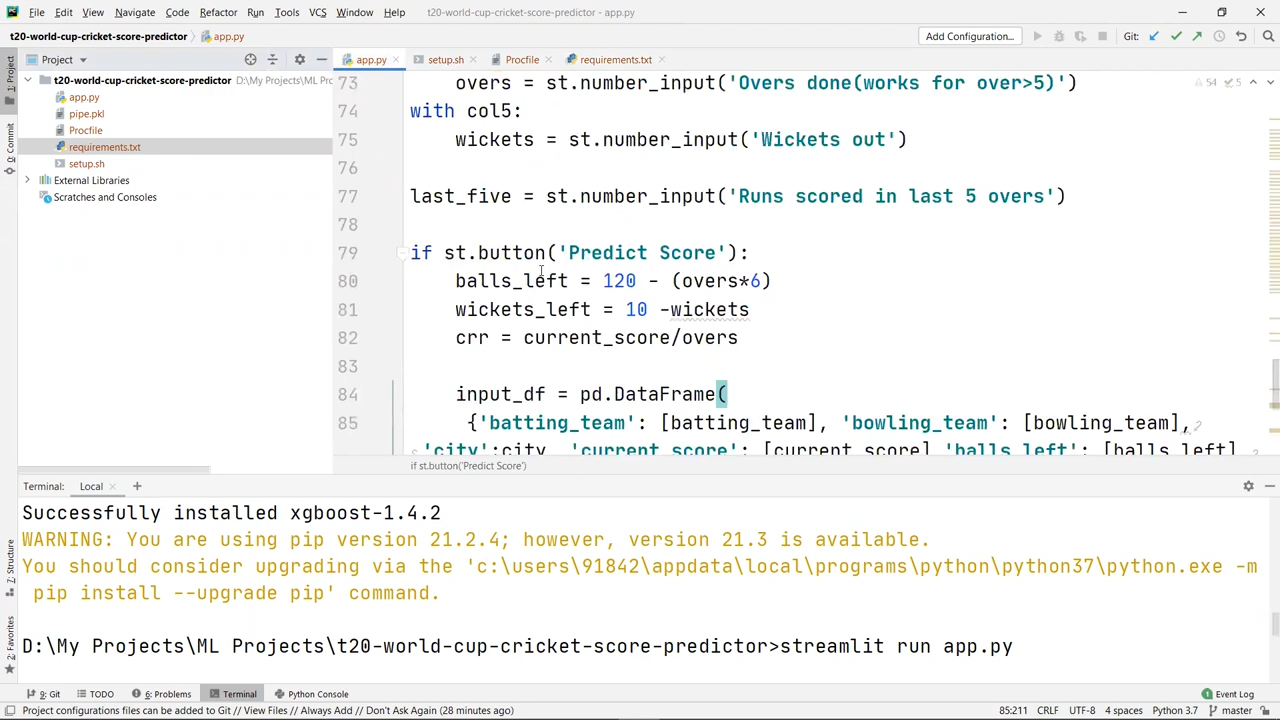 File Edit View Navigate Code Refactor Run Tools VCS Window Help t20-world-cup-cricket-score-predictor - app.py
t20-world-cup-cricket-score-predictor app.py Add Configuration... Git:
Project app.py setup.sh Procfile requirements.txt
t20-world-cup-cricket-score-predictor D:\My Projects\ML Projects
app.py
pipe.pkl
Procfile
requirements.txt
setup.sh
External Libraries
Scratches and Consoles
1: Project
0: Commit
7: Structure
2: Favorites
54 5
73 overs = st.number_input('Overs done(works for over>5)')
74 with col5:
75 wickets = st.number_input('Wickets out')
76
77 last_five = st.number_input('Runs scored in last 5 overs')
78
79 if st.button('Predict Score'):
80 balls_left = 120 - (overs*6)
81 wickets_left = 10 -wickets
82 crr = current_score/overs
83
84 input_df = pd.DataFrame(
85 {'batting_team': [batting_team], 'bowling_team': [bowling_team],
'city':city, 'current_score': [current_score],'balls_left': [balls_left]
if st.button('Predict Score')
Terminal: Local +
Successfully installed xgboost-1.4.2
WARNING: You are using pip version 21.2.4; however, version 21.3 is available.
You should consider upgrading via the 'c:\users\91842\appdata\local\programs\python\python37\python.exe -m
pip install --upgrade pip' command.
D:\My Projects\ML Projects\t20-world-cup-cricket-score-predictor>streamlit run app.py
9: Git TODO 6: Problems Terminal Python Console Event Log
Project configurations files can be added to Git // View Files // Always Add // Don't Ask Again (28 minutes ago) 85:211 CRLF UTF-8 4 spaces Python 3.7 master